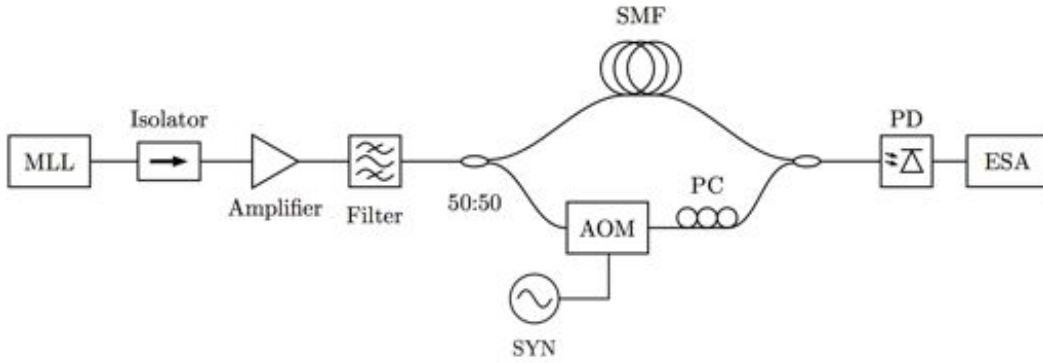 SMF
Isolator
PD
MLL
ESA
PC
Amplifier
Filter
50:50
AOM
SYN